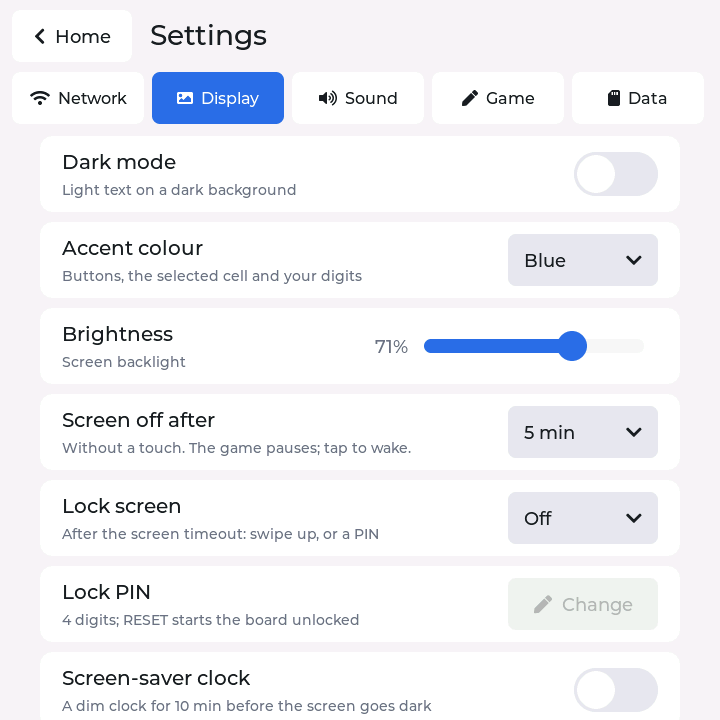 Home
Settings
Network
Display
Sound
Game
Data
Dark mode
Light text on a dark background
Accent colour
Buttons, the selected cell and your digits
Blue
Brightness
Screen backlight
71%
Screen off after
Without a touch. The game pauses; tap to wake.
5 min
Lock screen
After the screen timeout: swipe up, or a PIN
Off
Lock PIN
4 digits; RESET starts the board unlocked
Change
Screen-saver clock
A dim clock for 10 min before the screen goes dark